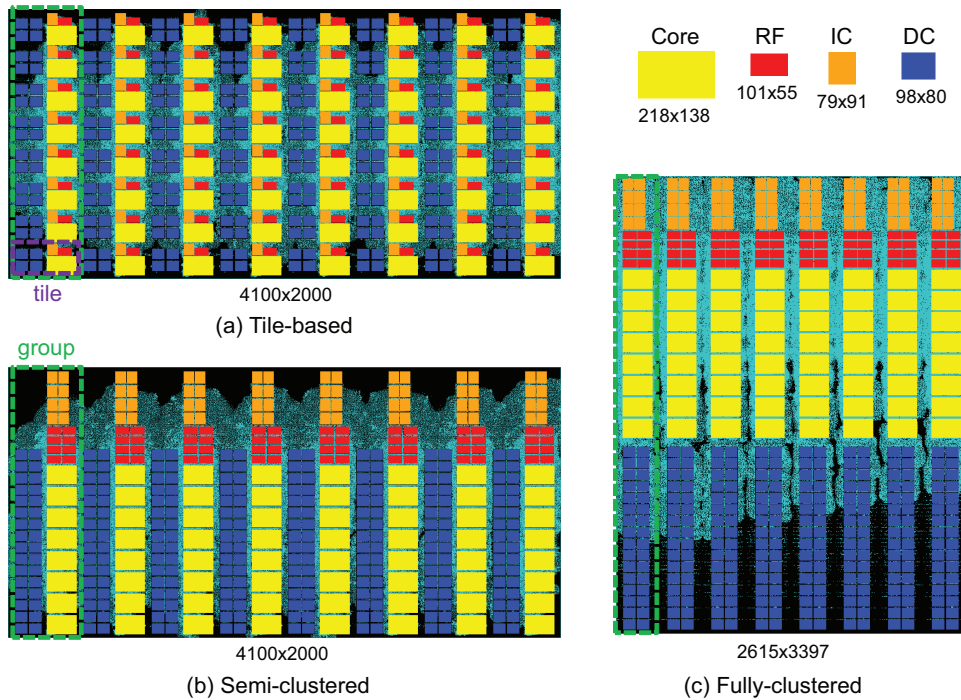 Core
RF
IC
DC
218x138
101x55
79x91
98x80
tile
4100x2000
(a) Tile-based
group
4100x2000
(b) Semi-clustered
2615x3397
(c) Fully-clustered